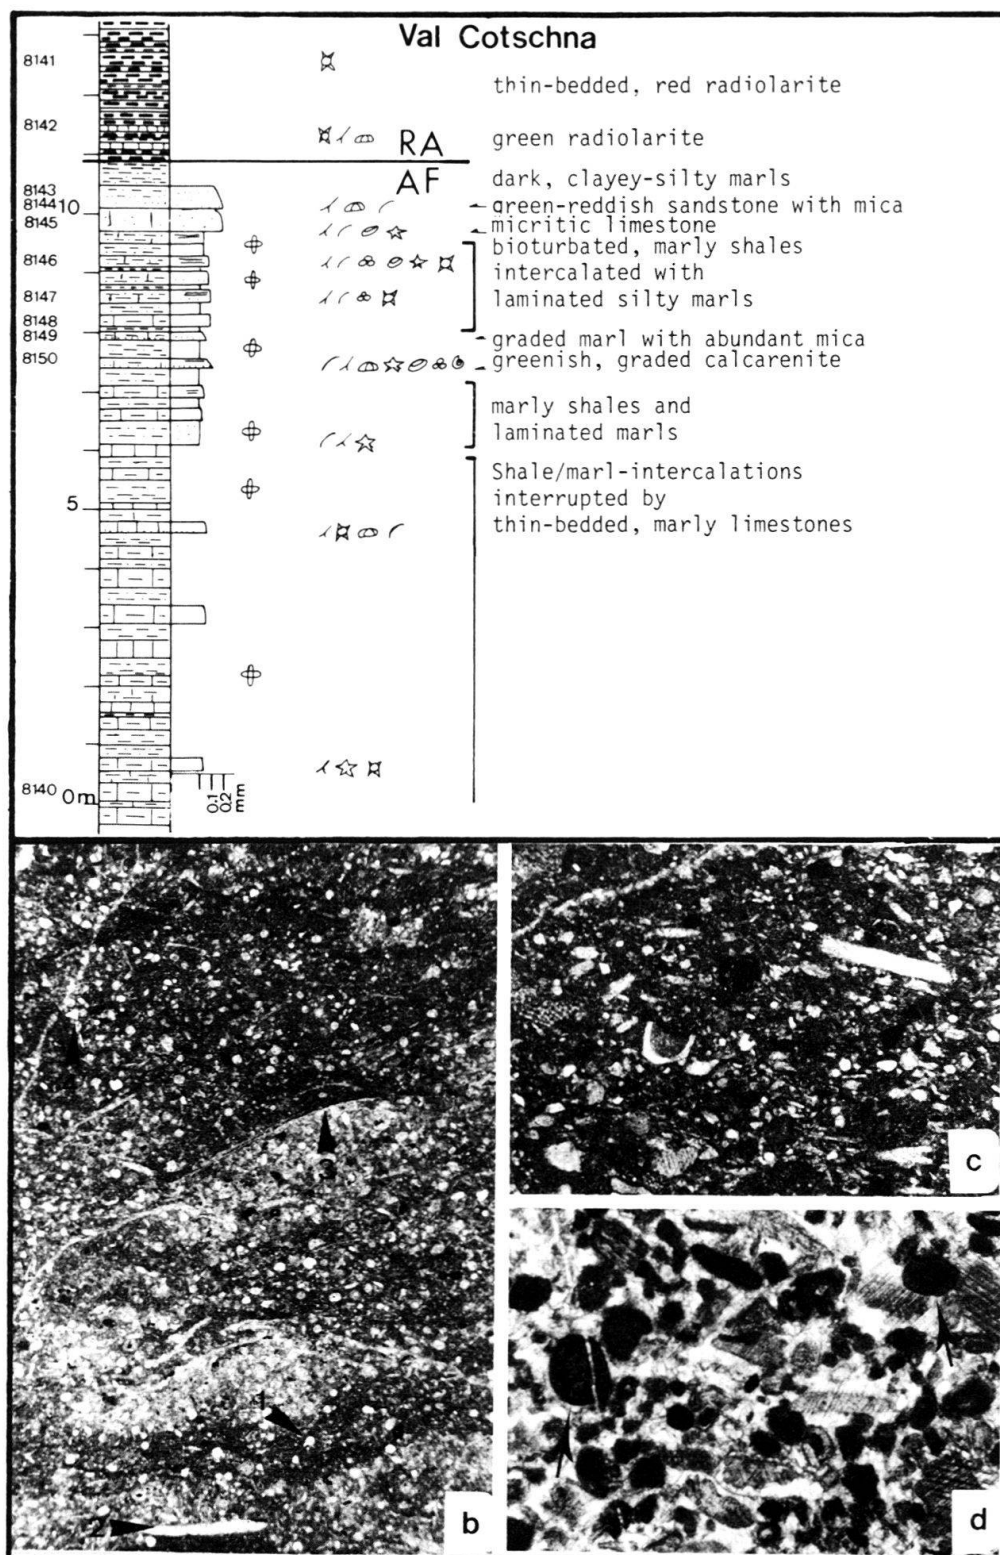 Val Cotschna
8141
thin-bedded, red radiolarite
8142
RA
green radiolarite
AF
dark, clayey-silty marls
8143
8144
10
green-reddish sandstone with mica
8145
micritic limestone
bioturbated, marly shales
8146
intercalated with
8147
laminated silty marls
8148
8149
graded marl with abundant mica
8150
greenish, graded calcarenite
marly shales and
laminated marls
Shale/marl-intercalations
5
interrupted by
thin-bedded, marly limestones
8140
0m
0.1
0.2
mm
c
1
2
b
d